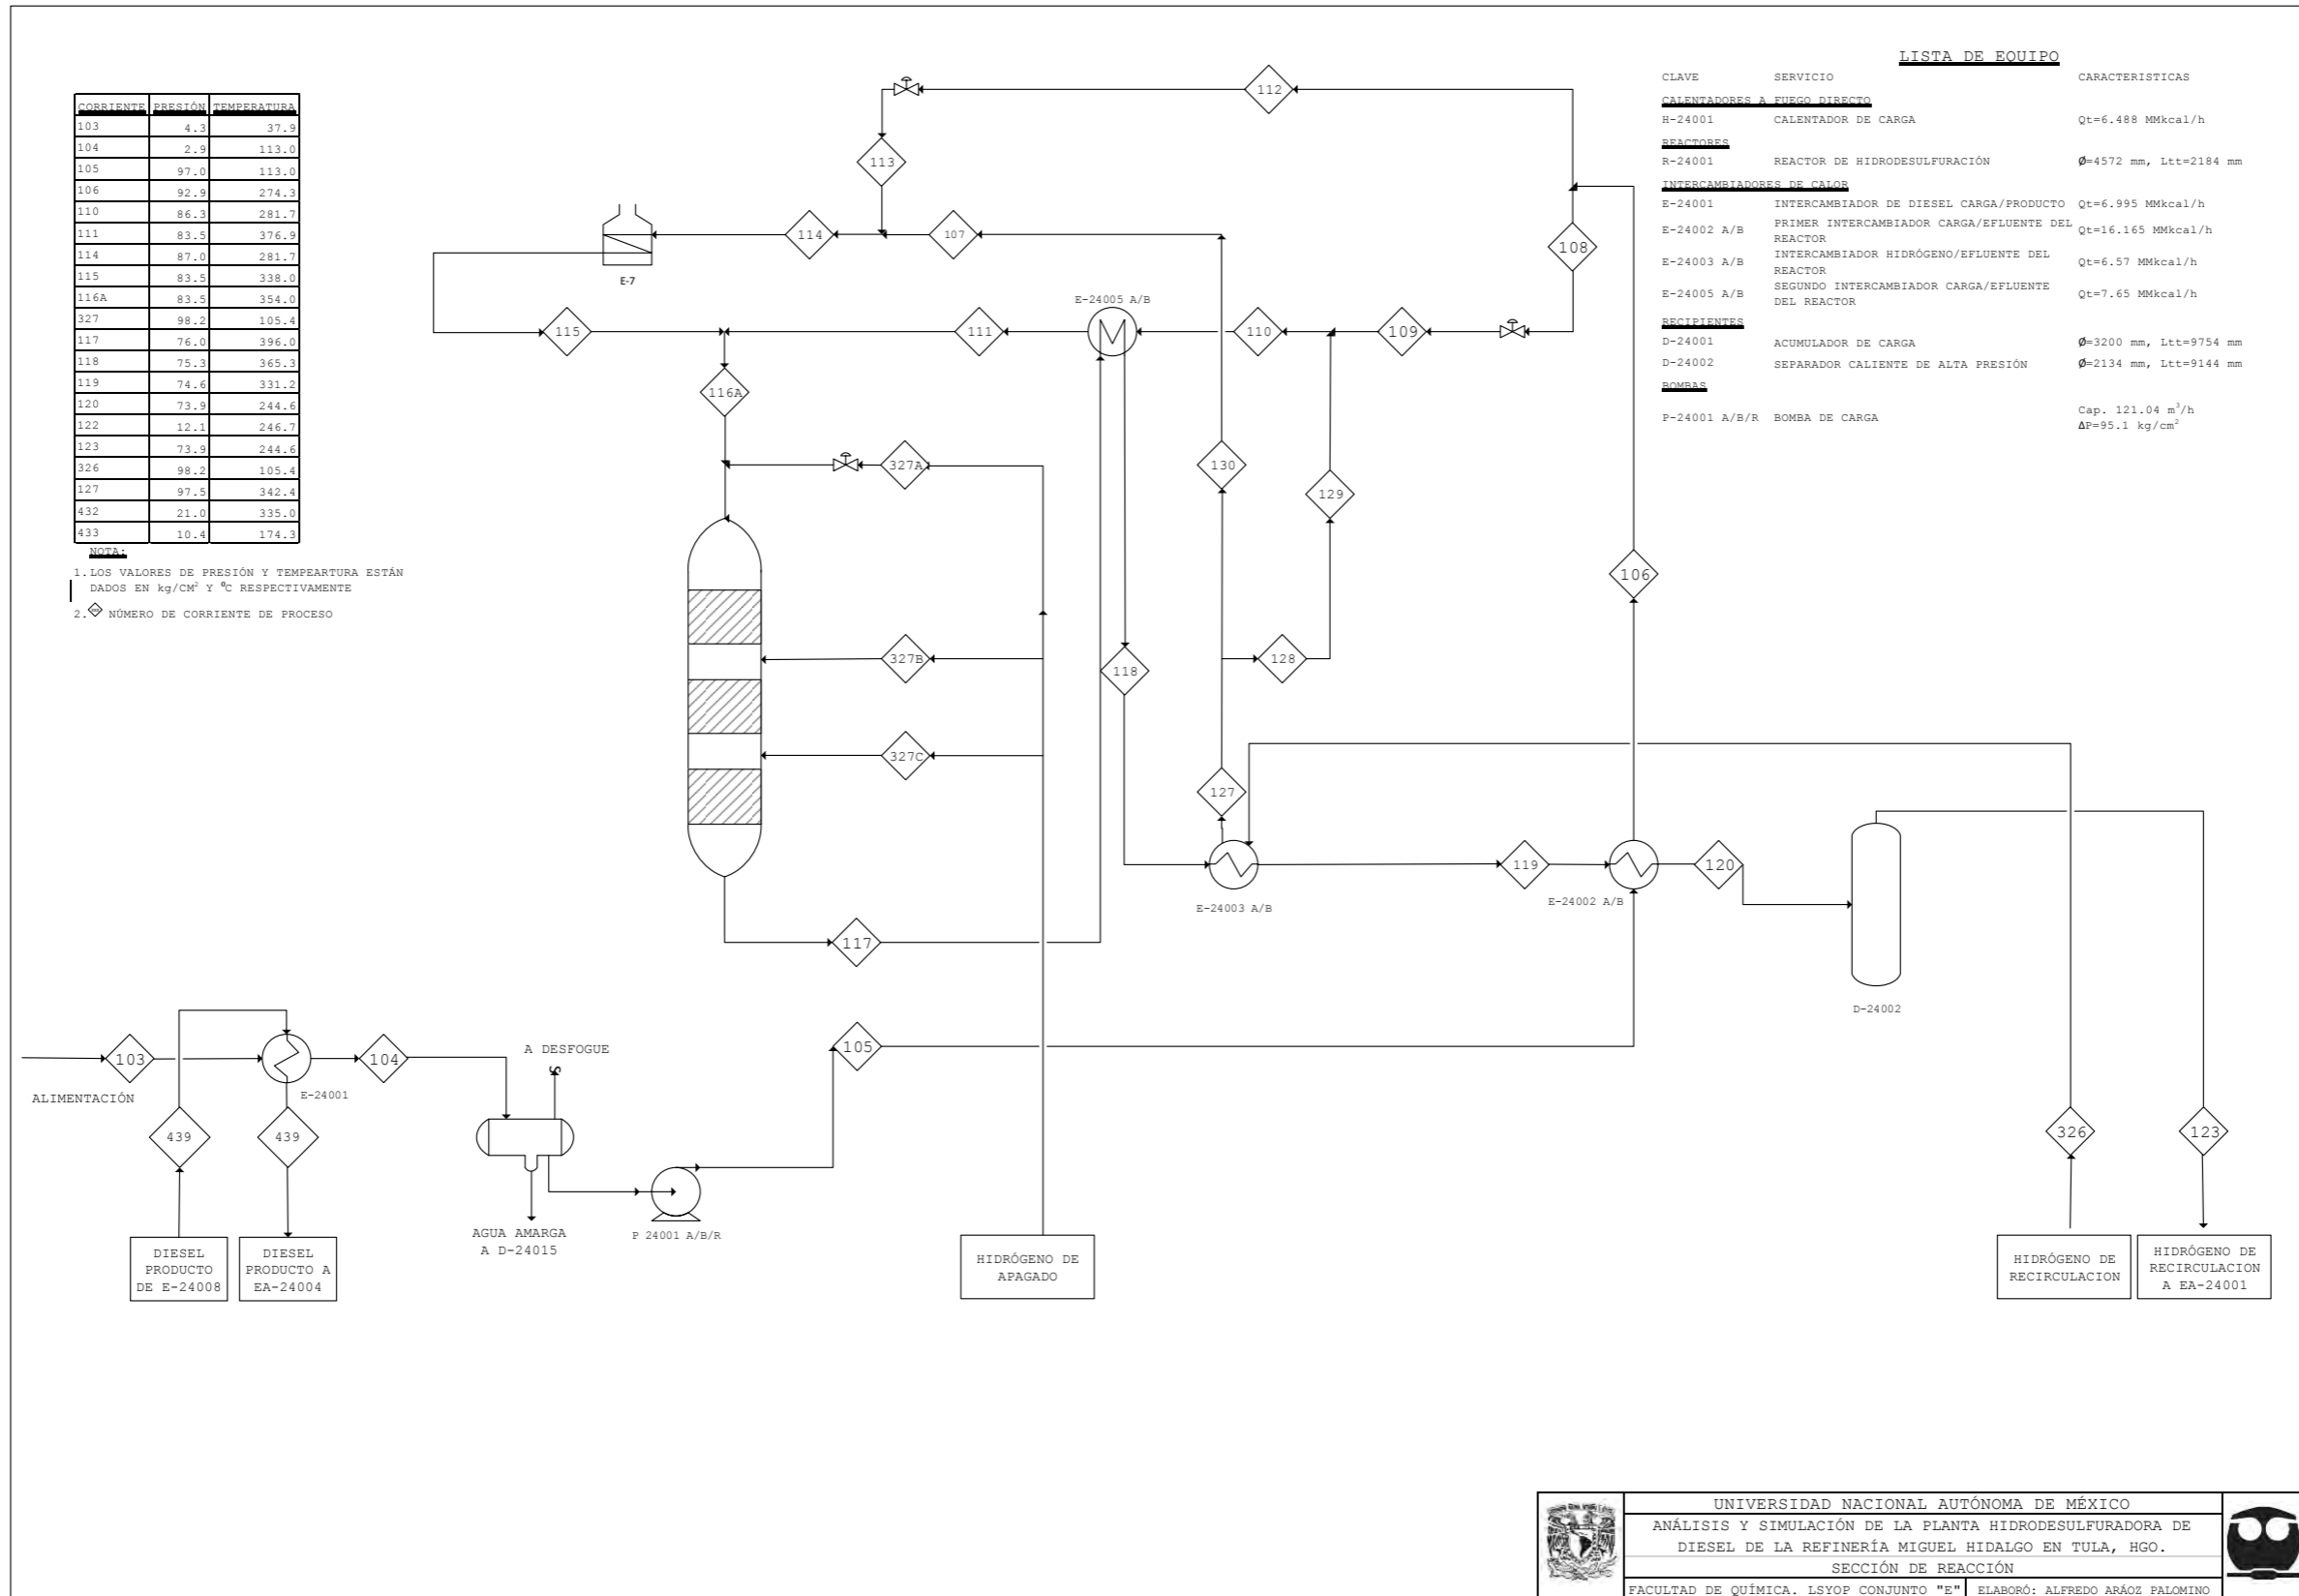 CORRIENTE PRESIÓN TEMPERATURA
103 4.3 37.9
104 2.9 113.0
105 97.0 113.0
106 92.9 274.3
110 86.3 281.7
111 83.5 376.9
114 87.0 281.7
115 83.5 338.0
116A 83.5 354.0
327 98.2 105.4
117 76.0 396.0
118 75.3 365.3
119 74.6 331.2
120 73.9 244.6
122 12.1 246.7
123 73.9 244.6
326 98.2 105.4
127 97.5 342.4
432 21.0 335.0
433 10.4 174.3
NOTA:
1. LOS VALORES DE PRESIÓN Y TEMPEARTURA ESTÁN
DADOS EN kg/CM² Y °C RESPECTIVAMENTE
2. NÚMERO DE CORRIENTE DE PROCESO
LISTA DE EQUIPO
CLAVE SERVICIO CARACTERISTICAS
CALENTADORES A FUEGO DIRECTO
H-24001 CALENTADOR DE CARGA Qt=6.488 MMkcal/h
REACTORES
R-24001 REACTOR DE HIDRODESULFURACIÓN Ø=4572 mm, Ltt=2184 mm
INTERCAMBIADORES DE CALOR
E-24001 INTERCAMBIADOR DE DIESEL CARGA/PRODUCTO Qt=6.995 MMkcal/h
E-24002 A/B PRIMER INTERCAMBIADOR CARGA/EFLUENTE DEL REACTOR Qt=16.165 MMkcal/h
E-24003 A/B INTERCAMBIADOR HIDRÓGENO/EFLUENTE DEL REACTOR Qt=6.57 MMkcal/h
E-24005 A/B SEGUNDO INTERCAMBIADOR CARGA/EFLUENTE DEL REACTOR Qt=7.65 MMkcal/h
RECIPIENTES
D-24001 ACUMULADOR DE CARGA Ø=3200 mm, Ltt=9754 mm
D-24002 SEPARADOR CALIENTE DE ALTA PRESIÓN Ø=2134 mm, Ltt=9144 mm
BOMBAS
P-24001 A/B/R BOMBA DE CARGA Cap. 121.04 m³/h
ΔP=95.1 kg/cm²
112
113
114
107
108
E-7
E-24005 A/B
115
111
110
109
116A
327A
130
129
106
327B
118
128
327C
127
119
120
E-24003 A/B
E-24002 A/B
117
D-24002
103
104
105
A DESFOGUE
ALIMENTACIÓN
E-24001
439
439
326
123
AGUA AMARGA
A D-24015
P 24001 A/B/R
DIESEL
PRODUCTO
DE E-24008
DIESEL
PRODUCTO A
EA-24004
HIDRÓGENO DE
APAGADO
HIDRÓGENO DE
RECIRCULACION
HIDRÓGENO DE
RECIRCULACION
A EA-24001
UNIVERSIDAD NACIONAL AUTÓNOMA DE MÉXICO
ANÁLISIS Y SIMULACIÓN DE LA PLANTA HIDRODESULFURADORA DE
DIESEL DE LA REFINERÍA MIGUEL HIDALGO EN TULA, HGO.
SECCIÓN DE REACCIÓN
FACULTAD DE QUÍMICA. LSYOP CONJUNTO "E" ELABORÓ: ALFREDO ARÁOZ PALOMINO